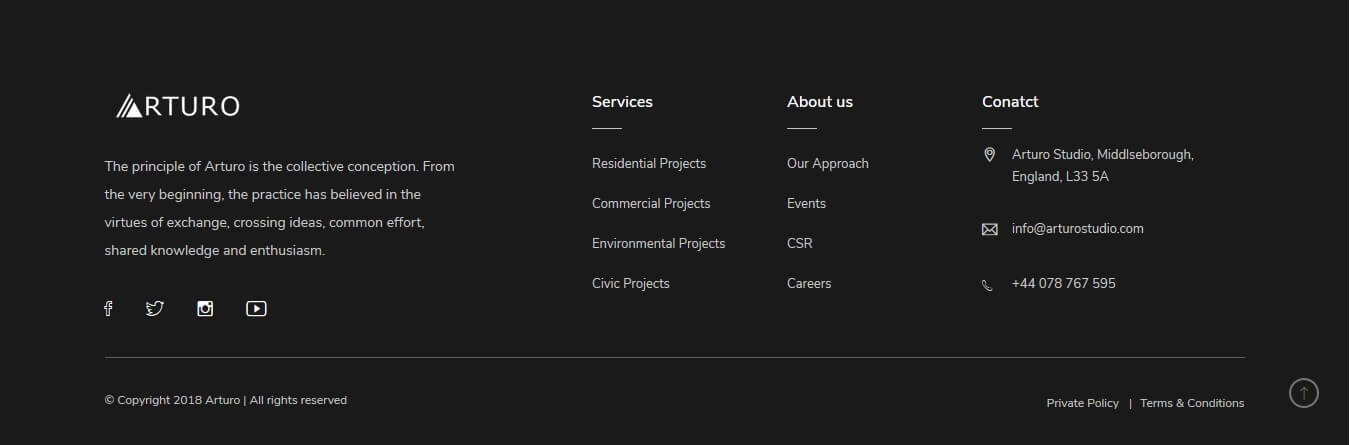 ARTURO
The principle of Arturo is the collective conception. From
the very beginning, the practice has believed in the
virtues of exchange, crossing ideas, common effort,
shared knowledge and enthusiasm.
Services
Residential Projects
Commercial Projects
Environmental Projects
Civic Projects
About us
Our Approach
Events
CSR
Careers
Conatct
Arturo Studio, Middlseborough,
England, L33 5A
info@arturostudio.com
+44 078 767 595
© Copyright 2018 Arturo | All rights reserved
Private Policy | Terms & Conditions